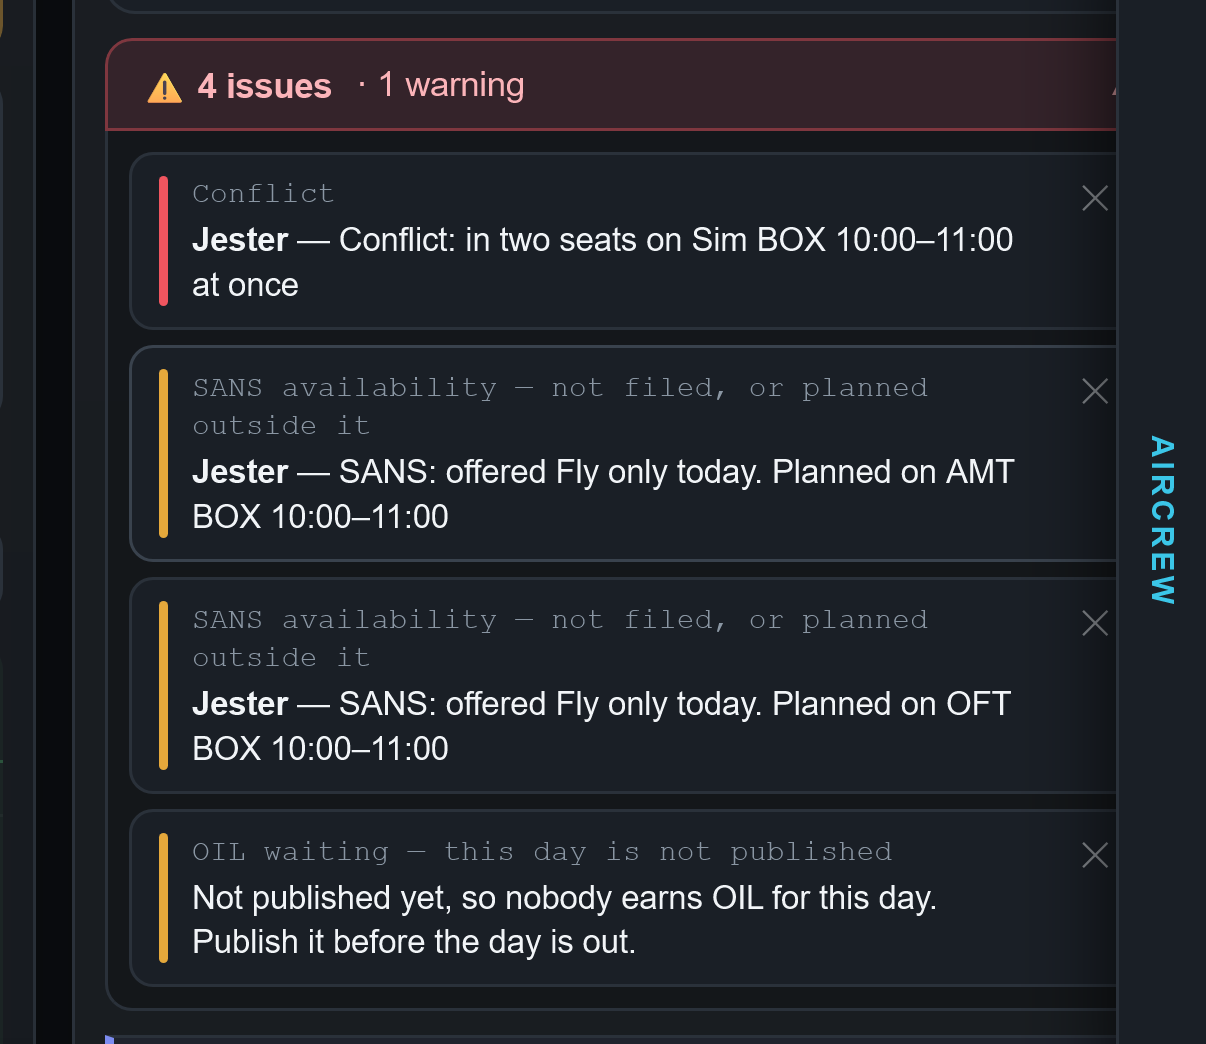 4 issues · 1 warning
Conflict
Jester — Conflict: in two seats on Sim BOX 10:00–11:00
at once
SANS availability — not filed, or planned
outside it
Jester — SANS: offered Fly only today. Planned on AMT
BOX 10:00–11:00
SANS availability — not filed, or planned
outside it
Jester — SANS: offered Fly only today. Planned on OFT
BOX 10:00–11:00
OIL waiting — this day is not published
Not published yet, so nobody earns OIL for this day.
Publish it before the day is out.
AIRCREW